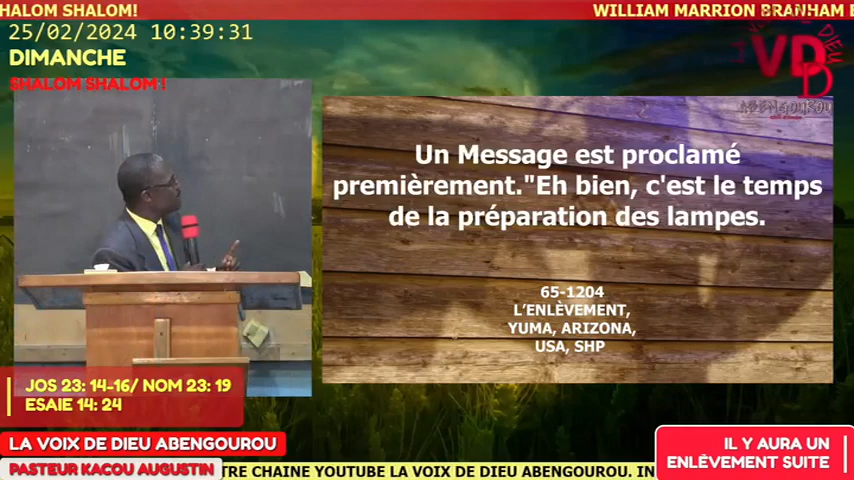 HALOM SHALOM!
WILLIAM MARRION BRANHAM E
25/02/2024 10:39:31
DIMANCHE
SHALOM SHALOM !
VDD
ABENGOUROU
Un Message est proclamé
premièrement."Eh bien, c'est le temps
de la préparation des lampes.
65-1204
L'ENLÈVEMENT,
YUMA, ARIZONA,
USA, SHP
JOS 23: 14-16/ NOM 23: 19
ESAIE 14: 24
LA VOIX DE DIEU ABENGOUROU
IL Y AURA UN
ENLÈVEMENT SUITE
PASTEUR KACOU AUGUSTIN
TRE CHAINE YOUTUBE LA VOIX DE DIEU ABENGOUROU. IN